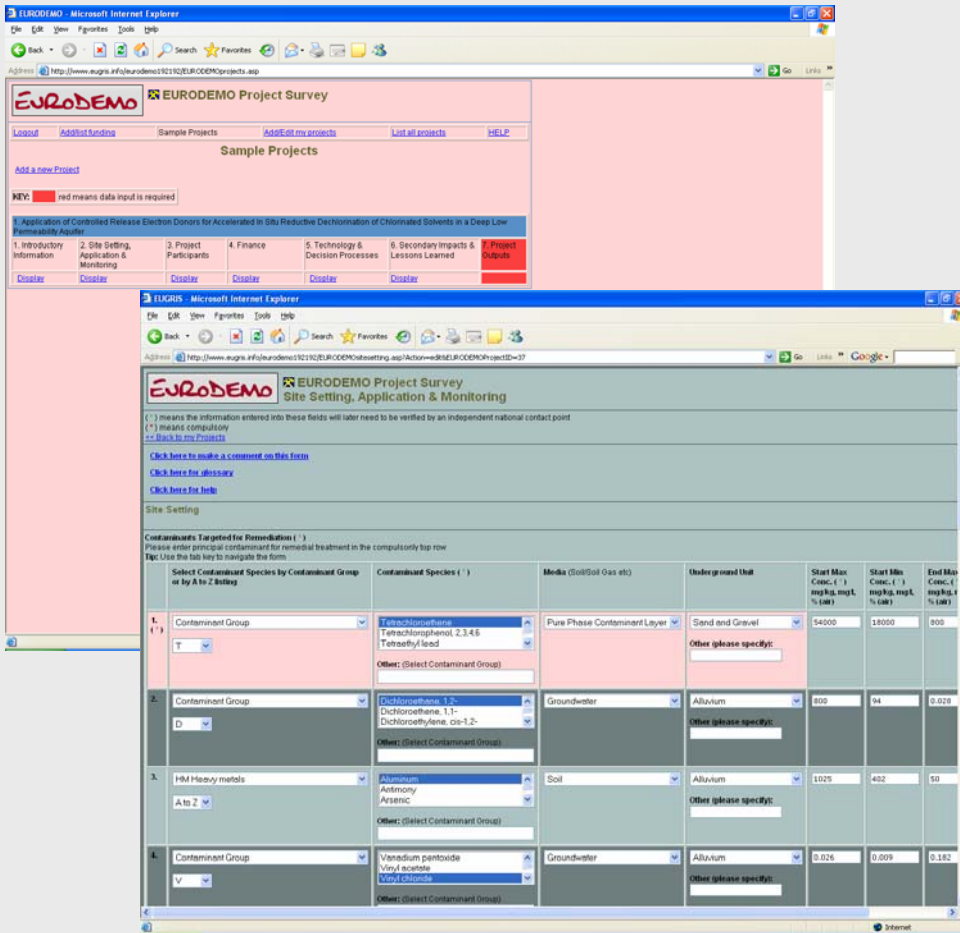 EURODEMO - Microsoft Internet Explorer
File Edit View Favorites Tools Help
Back Search Favorites
Address http://www.eugris.info/eurodemo192192/EURODEMOprojects.asp Go Links »
EURODEMO EURODEMO Project Survey
Logout Add/list funding Sample Projects Add/Edit my projects List all projects HELP
Sample Projects
Add a new Project
KEY: red means data input is required
1. Application of Controlled Release Electron Donors for Accelerated In Situ Reductive Dechlorination of Chlorinated Solvents in a Deep Low
Permeability Aquifer
1. Introductory 2. Site Setting, 3. Project 4. Finance 5. Technology & 6. Secondary Impacts & 7. Project
Information Application & Participants Decision Processes Lessons Learned Outputs
Monitoring
Display Display Display Display Display Display
EUGRIS - Microsoft Internet Explorer
File Edit View Favorites Tools Help
Back Search Favorites
Address http://www.eugris.info/eurodemo192192/EURODEMOsitesetting.asp?Action=edit&EURODEMOProjectID=37 Go Links » Google
EURODEMO EURODEMO Project Survey
Site Setting, Application & Monitoring
(*) means the information entered into these fields will later need to be verified by an independent national contact point
(*) means compulsory
<< Back to my Projects
Click here to make a comment on this form
Click here for glossary
Click here for help
Site Setting
Contaminants Targeted for Remediation (*)
Please enter principal contaminant for remedial treatment in the compulsorily top row
Tip: Use the tab key to navigate the form
Select Contaminant Species by Contaminant Group Contaminant Species (*) Media (Soil/Soil Gas etc) Underground Unit Start Max Start Min End Max
or by A to Z listing Conc. (*) Conc. (*) Conc. (
mg/kg, mg/l, mg/kg, mg/l, mg/kg,
% (air) % (air) % (air)
1. Contaminant Group Tetrachloroethene Pure Phase Contaminant Layer Sand and Gravel 54000 18000 800
(*) Tetrachlorophenol, 2,3,4,6
T Tetraethyl lead Other (please specify):
Other: (Select Contaminant Group)
2. Contaminant Group Dichloroethene, 1,2- Groundwater Alluvium 800 94 0.028
Dichloroethene, 1,1-
D Dichloroethylene, cis-1,2- Other (please specify):
Other: (Select Contaminant Group)
3. HM Heavy metals Aluminum Soil Alluvium 1025 402 50
Antimony
A to Z Arsenic Other (please specify):
Other: (Select Contaminant Group)
4. Contaminant Group Vanadium pentoxide Groundwater Alluvium 0.026 0.009 0.182
Vinyl acetate
V Vinyl chloride Other (please specify):
Other: (Select Contaminant Group)
Internet